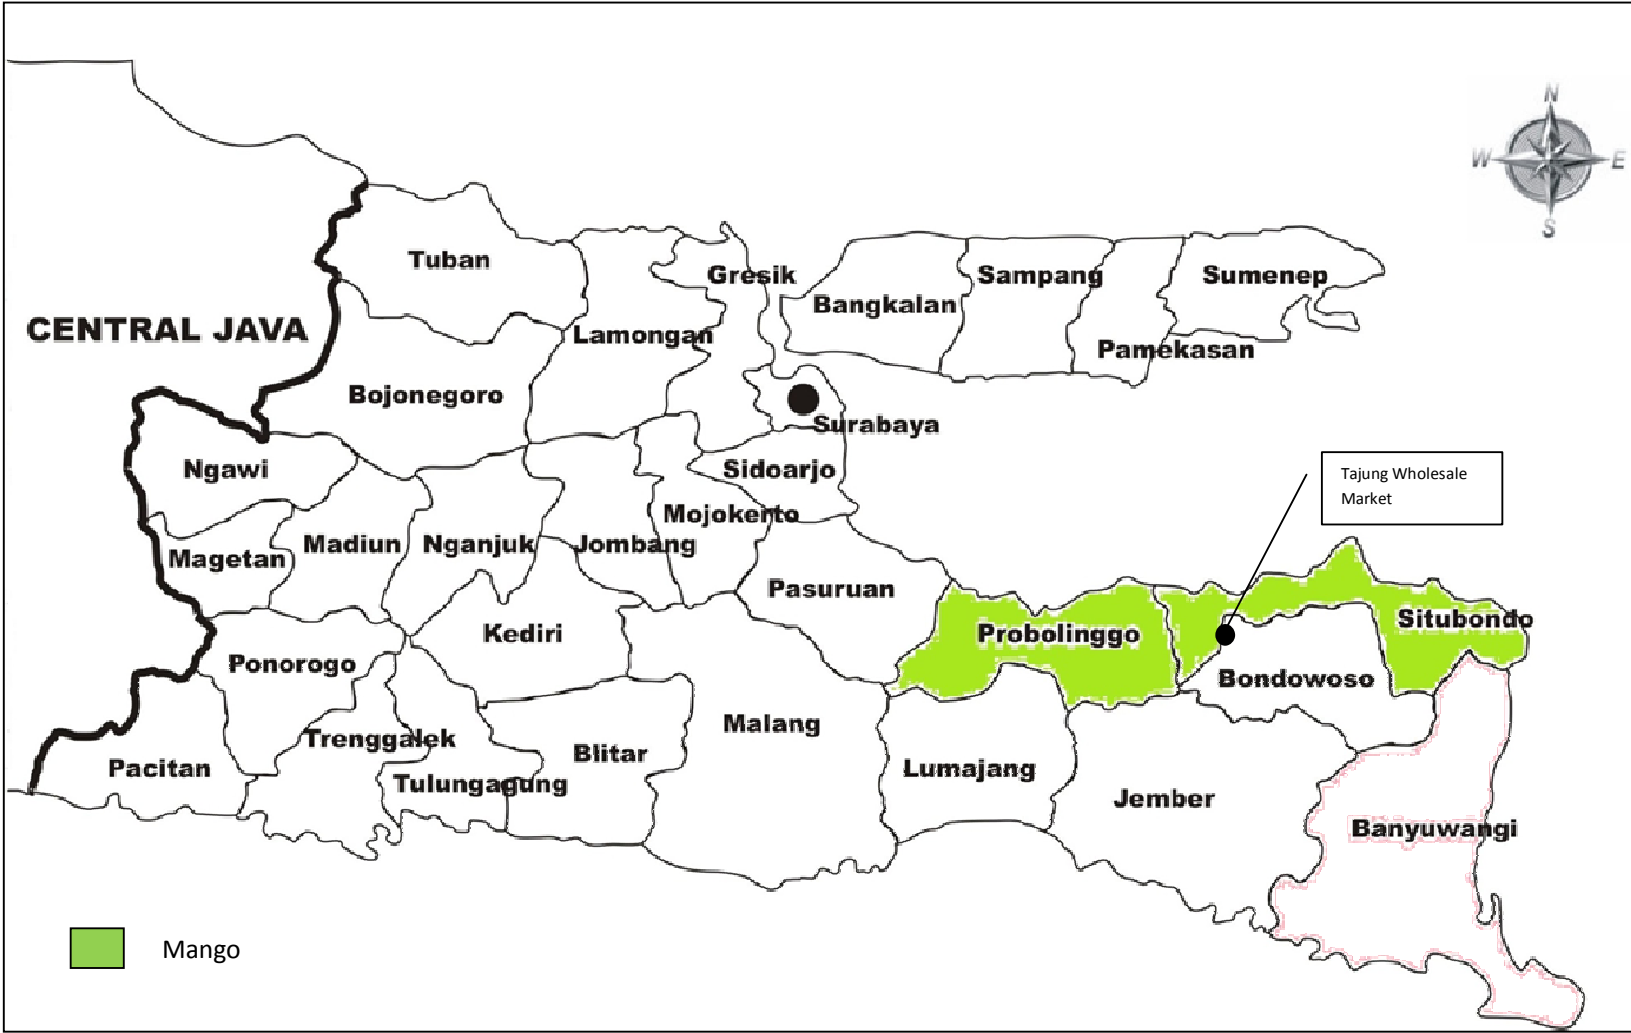 N
W
E
S
Tuban
Gresik
Sampang
Sumenep
Bangkalan
CENTRAL JAVA
Lamongan
Pamekasan
Bojonegoro
Surabaya
Ngawi
Sidoarjo
Tajung Wholesale
Market
Mojokerto
Magetan
Madiun
Nganjuk
Jombang
Pasuruan
Kediri
Probolinggo
Situbondo
Ponorogo
Bondowoso
Malang
Trenggalek
Blitar
Pacitan
Tulungagung
Lumajang
Jember
Banyuwangi
Mango